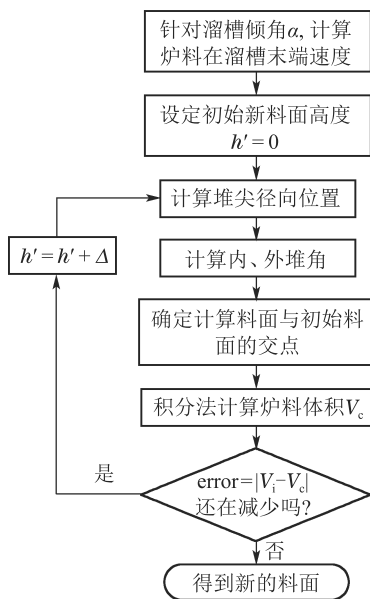 针对溜槽倾角α, 计算
炉料在溜槽末端速度
设定初始新料面高度
h′=0
计算堆尖径向位置
h′=h′+Δ
计算内、外堆角
确定计算料面与初始料
面的交点
积分法计算炉料体积Vc
是
error=|Vi−Vc|
还在减少吗?
否
得到新的料面